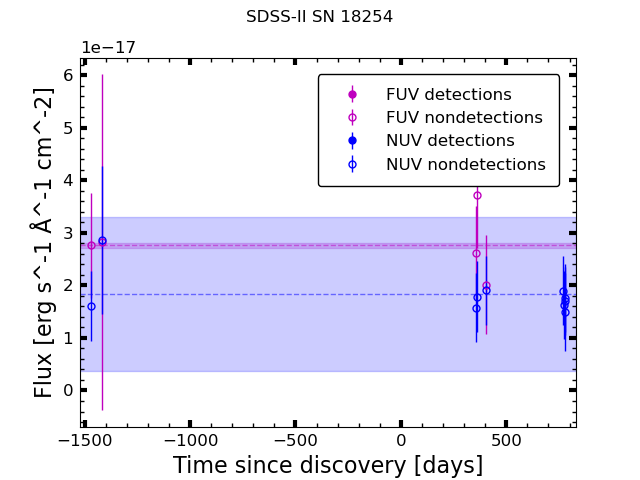 SDSS-II SN 18254
1e−17
FUV detections
FUV nondetections
NUV detections
NUV nondetections
6
5
4
3
2
1
0
Flux [erg s^-1 Å^-1 cm^-2]
−1500 −1000 −500 0 500
Time since discovery [days]